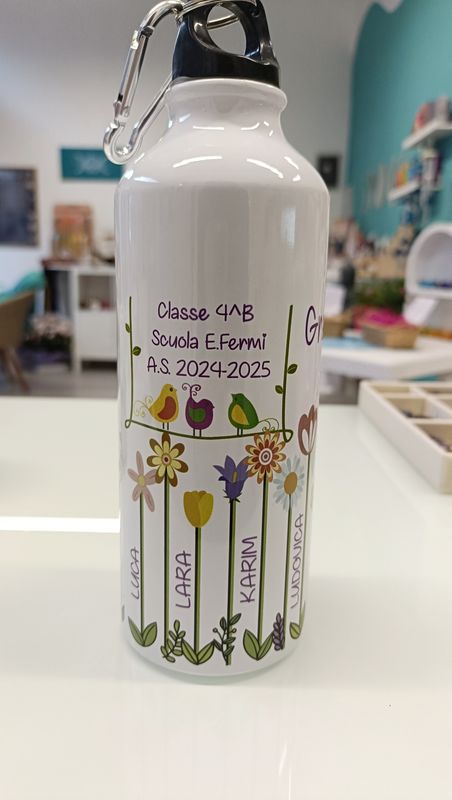 Classe 4^B
Scuola E.Fermi
A.S. 2024-2025
LUCA
LARA
KARIM
LUDOVICA